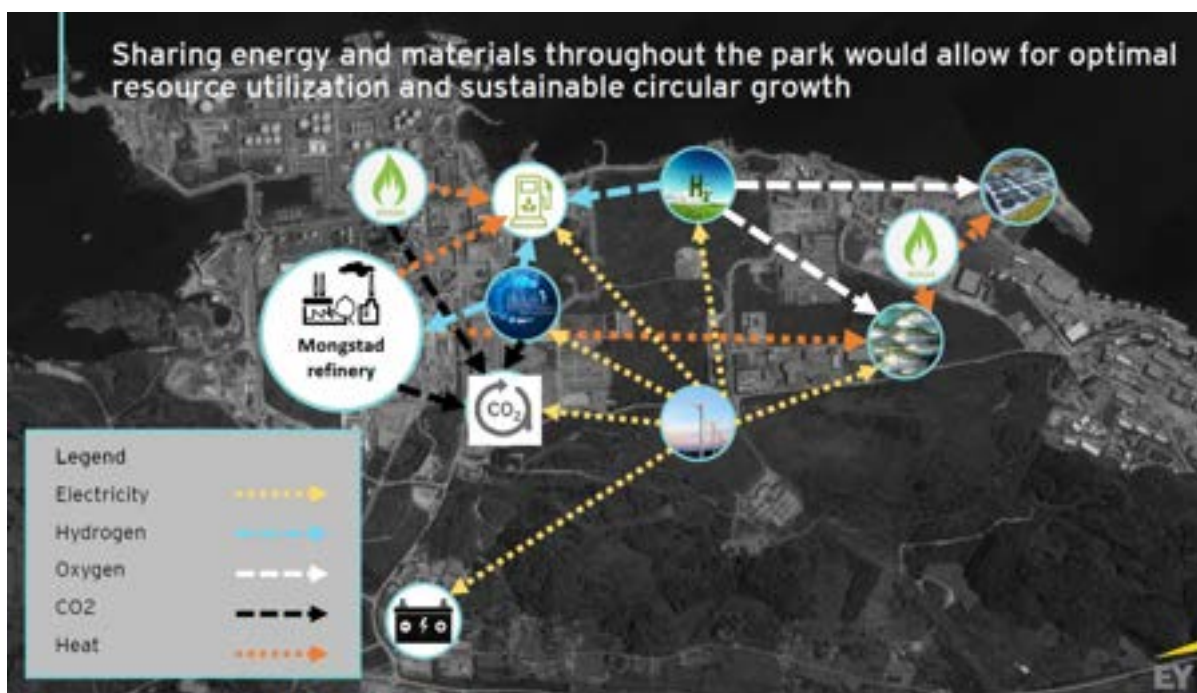 Sharing energy and materials throughout the park would allow for optimal
resource utilization and sustainable circular growth
H₂
Mongstad
refinery
CO₂
Legend
Electricity
Hydrogen
Oxygen
CO2
Heat
EY